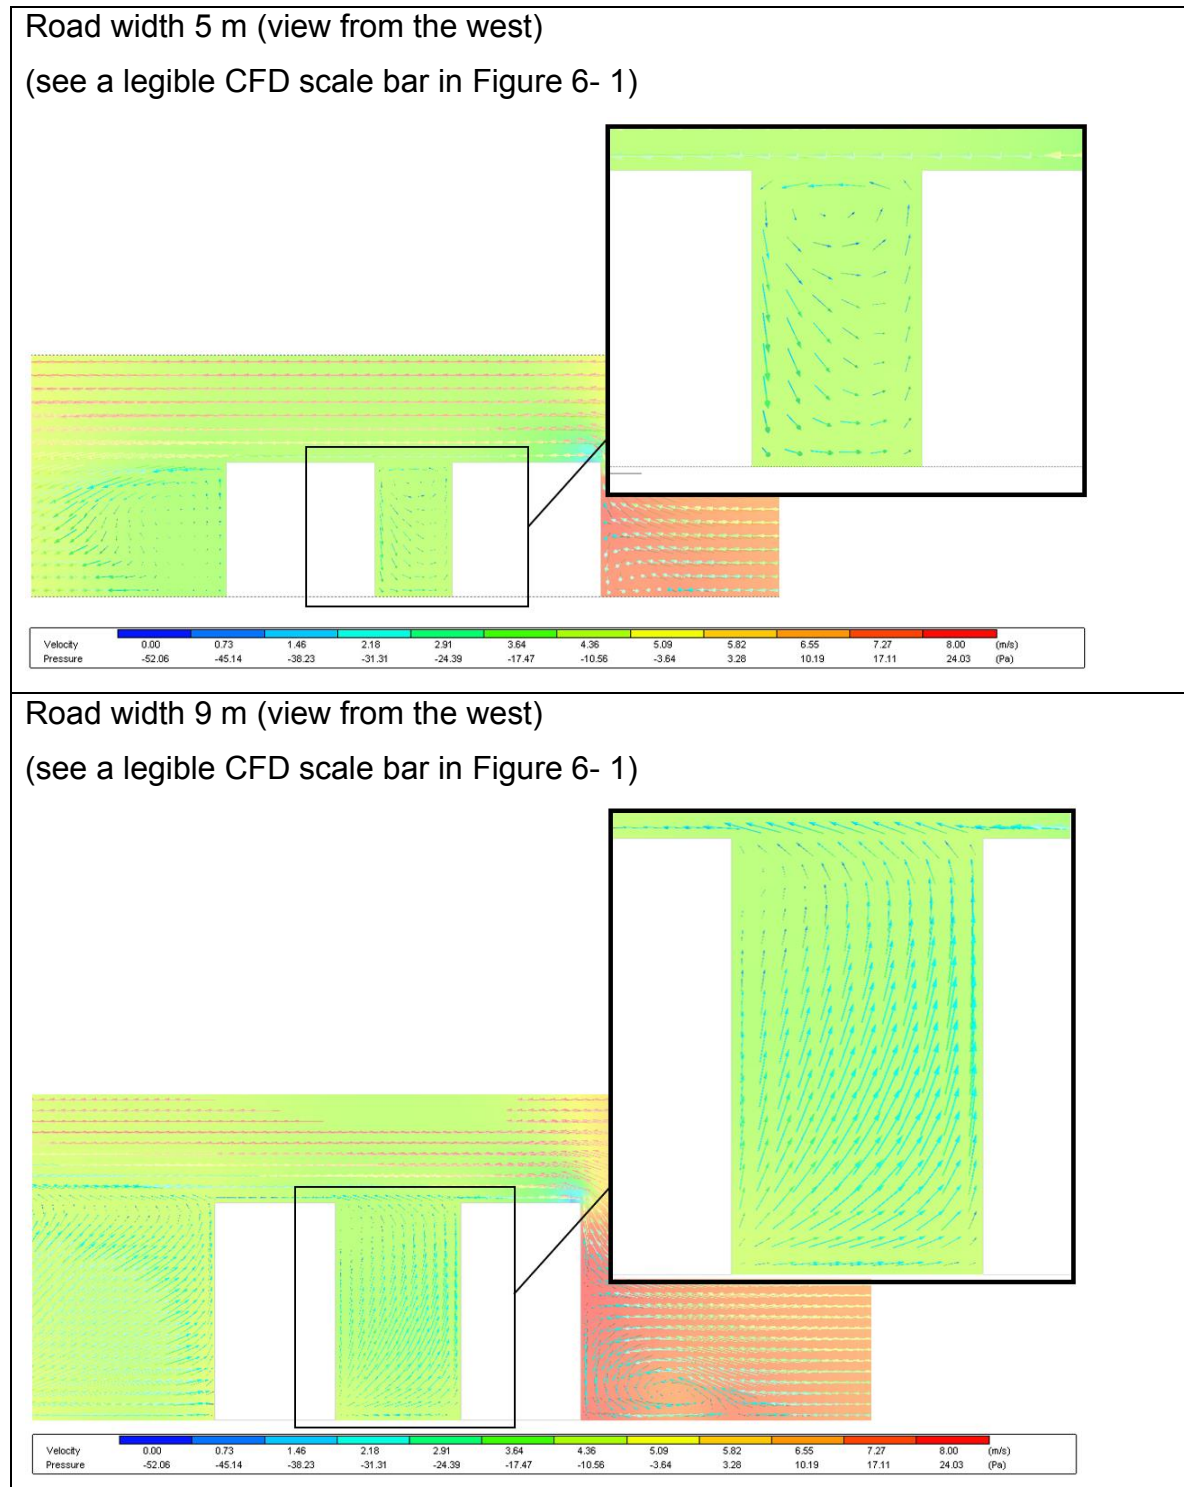 Road width 5 m (view from the west)
(see a legible CFD scale bar in Figure 6- 1)
Velocity 0.00 0.73 1.46 2.18 2.91 3.64 4.36 5.09 5.82 6.55 7.27 8.00 (m/s)
Pressure -52.06 -45.14 -38.23 -31.31 -24.39 -17.47 -10.56 -3.64 3.28 10.19 17.11 24.03 (Pa)
Road width 9 m (view from the west)
(see a legible CFD scale bar in Figure 6- 1)
Velocity 0.00 0.73 1.46 2.18 2.91 3.64 4.36 5.09 5.82 6.55 7.27 8.00 (m/s)
Pressure -52.06 -45.14 -38.23 -31.31 -24.39 -17.47 -10.56 -3.64 3.28 10.19 17.11 24.03 (Pa)